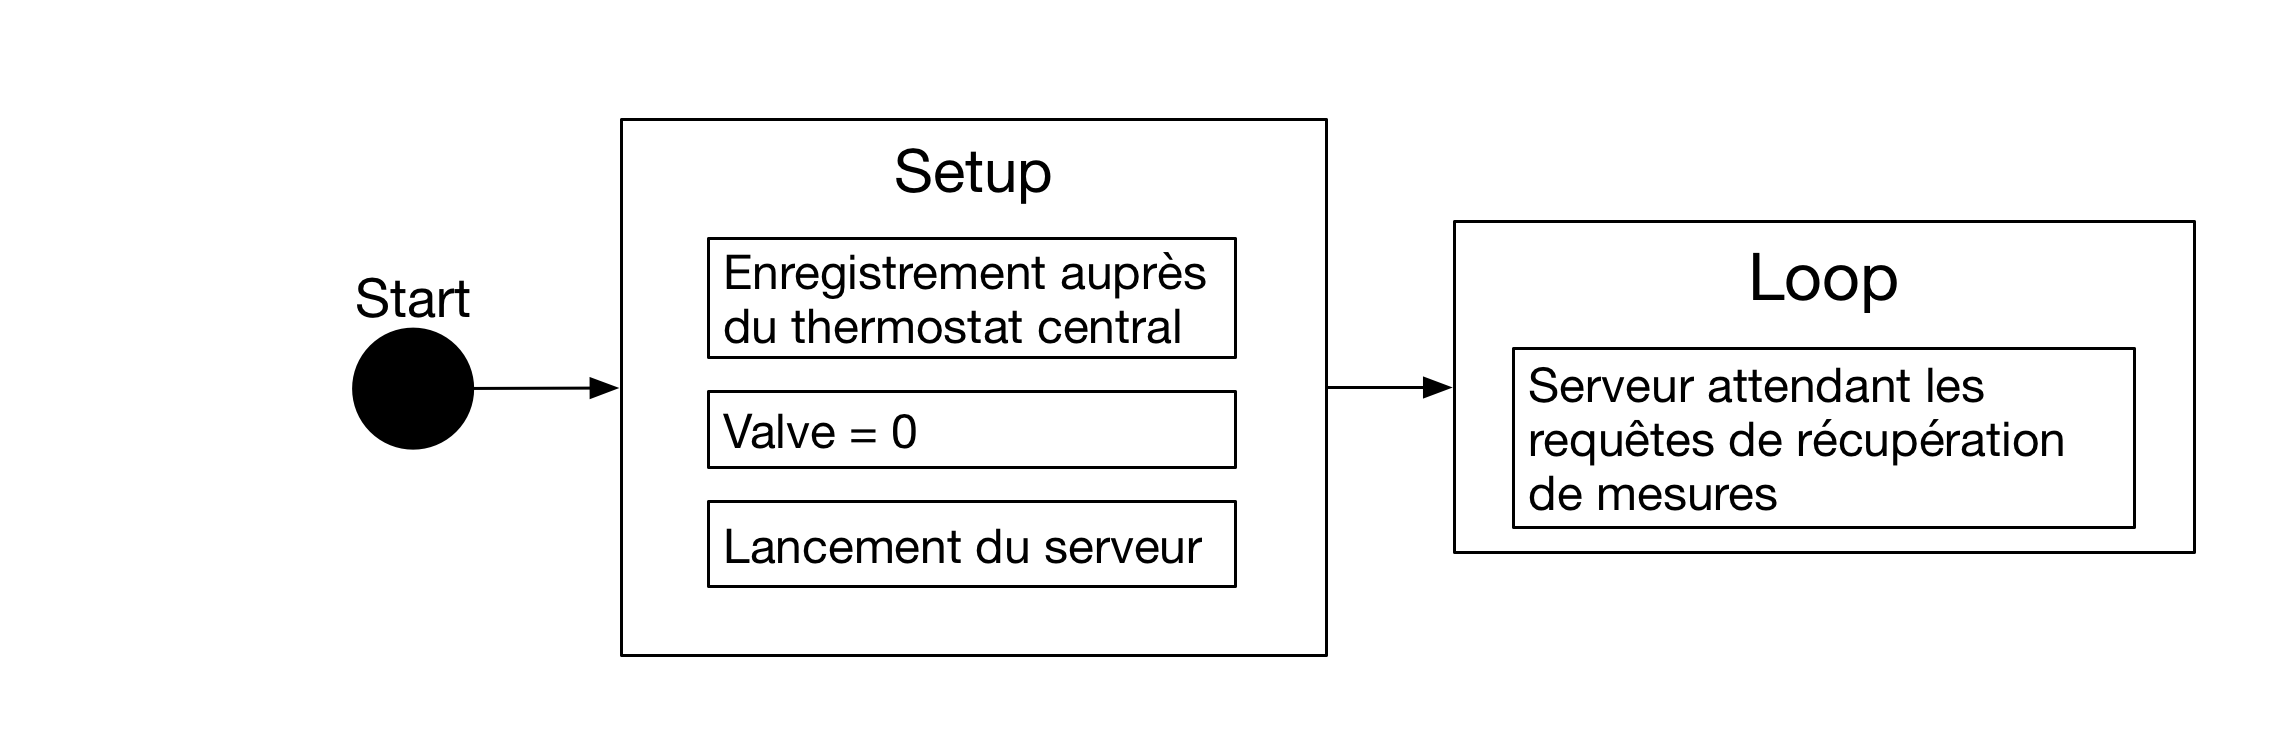 Start
Setup
Enregistrement auprès
du thermostat central
Valve = 0
Lancement du serveur
Loop
Serveur attendant les
requêtes de récupération
de mesures